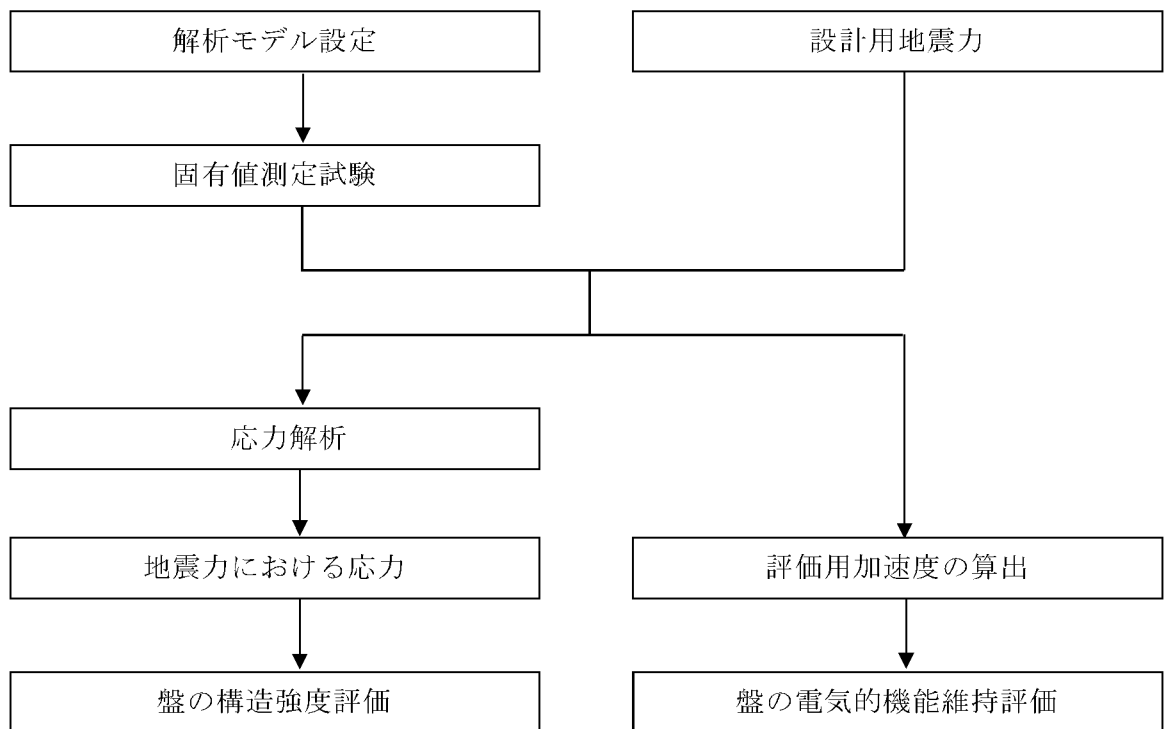 解析モデル設定
設計用地震力
固有値測定試験
応力解析
地震力における応力
評価用加速度の算出
盤の構造強度評価
盤の電気的機能維持評価